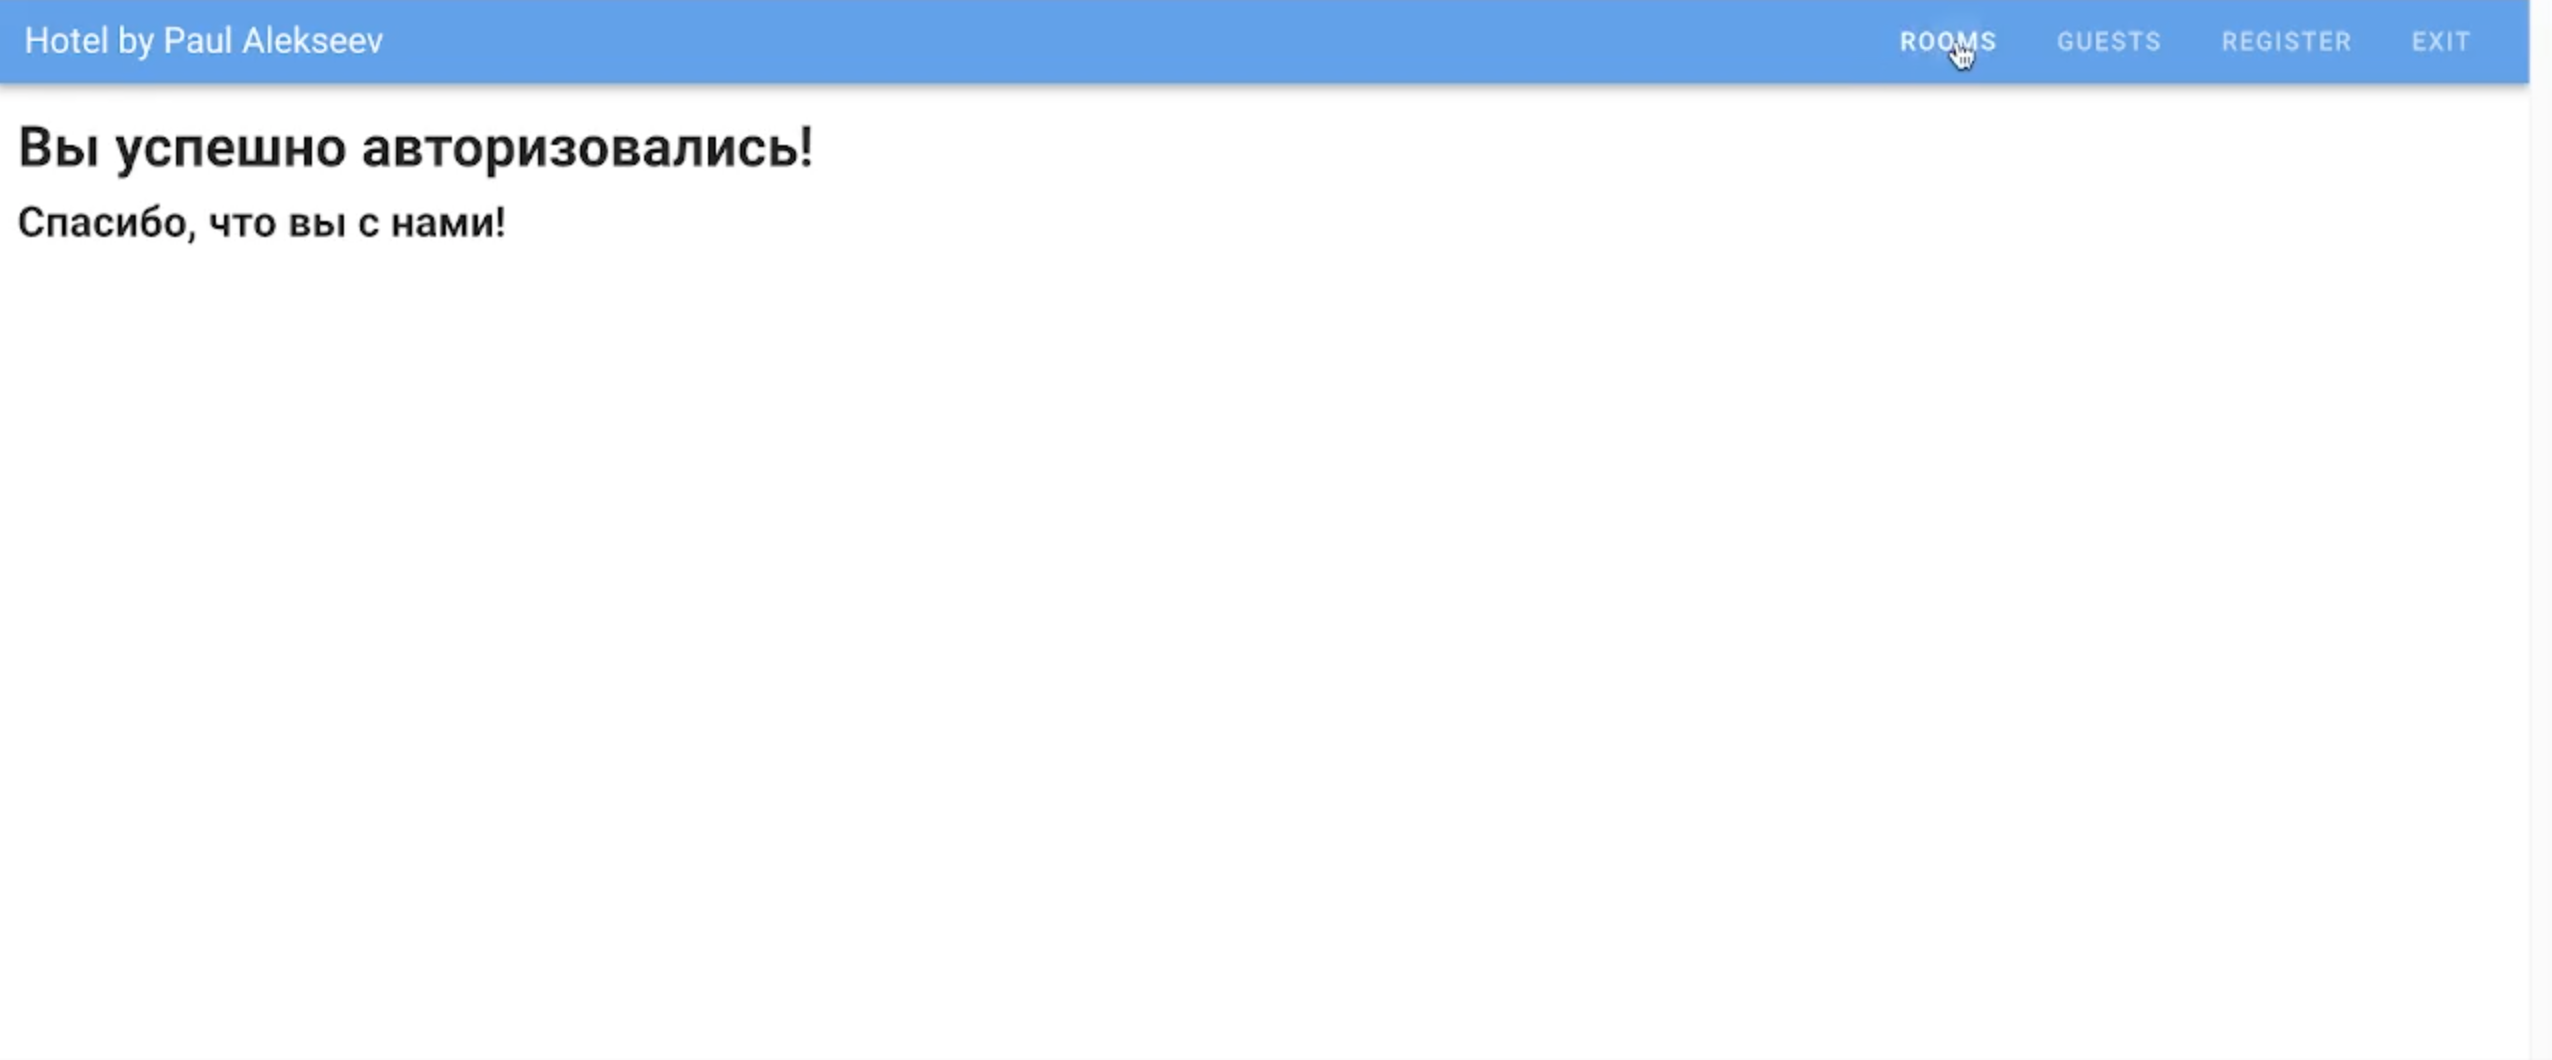 Hotel by Paul Alekseev ROOMS GUESTS REGISTER EXIT
Вы успешно авторизовались!
Спасибо, что вы с нами!